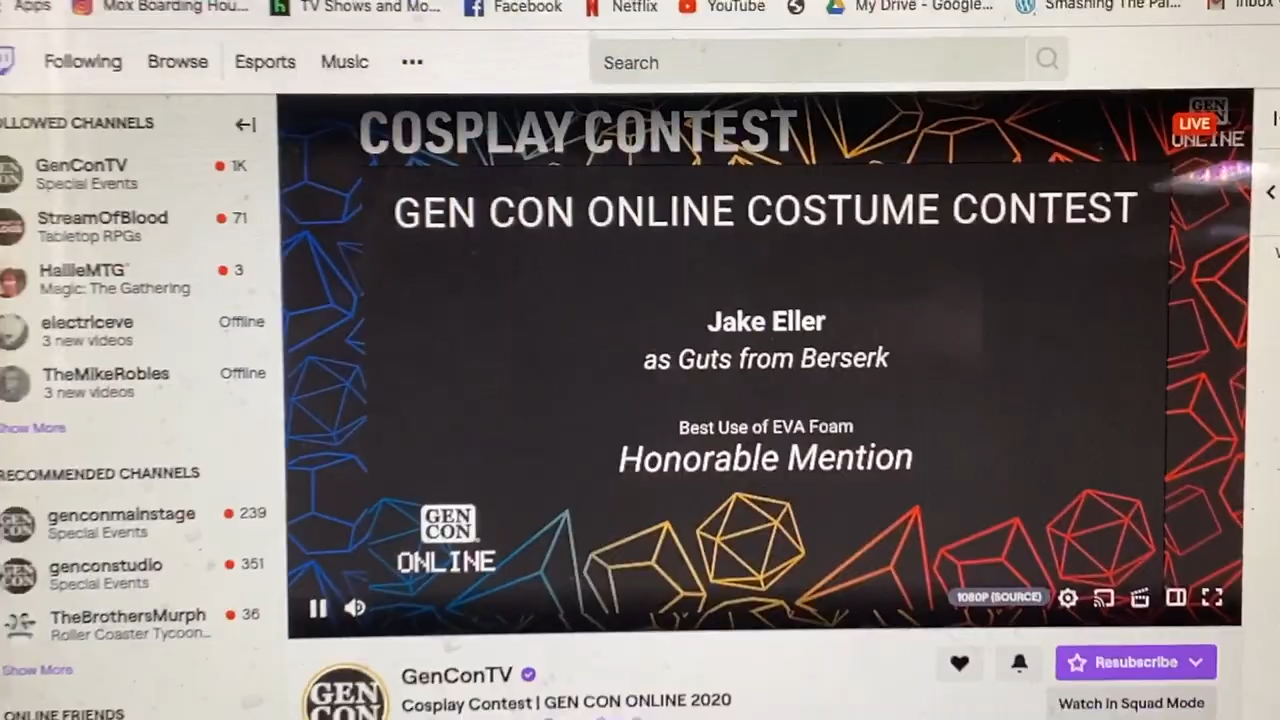 Apps
Mox Boarding Hou...
TV Shows and Mo...
Facebook
Netflix
YouTube
My Drive - Google...
Smashing The Pat...
Inbox
Following
Browse
Esports
Music
Search
OLLOWED CHANNELS
GenConTV
1K
Special Events
StreamOfBlood
71
Tabletop RPGs
HallieMTG
3
Magic: The Gathering
electriceve
Offline
3 new videos
TheMikeRobles
Offline
3 new videos
Show More
RECOMMENDED CHANNELS
genconmainstage
239
Special Events
genconstudio
351
Special Events
TheBrothersMurph
36
Roller Coaster Tycoon...
Show More
ONLINE FRIENDS
COSPLAY CONTEST
GEN
LIVE
ONLINE
GEN CON ONLINE COSTUME CONTEST
Jake Eller
as Guts from Berserk
Best Use of EVA Foam
Honorable Mention
GEN
CON
ONLINE
1080P (SOURCE)
GEN
CON
GenConTV
Cosplay Contest | GEN CON ONLINE 2020
Resubscribe
Watch in Squad Mode